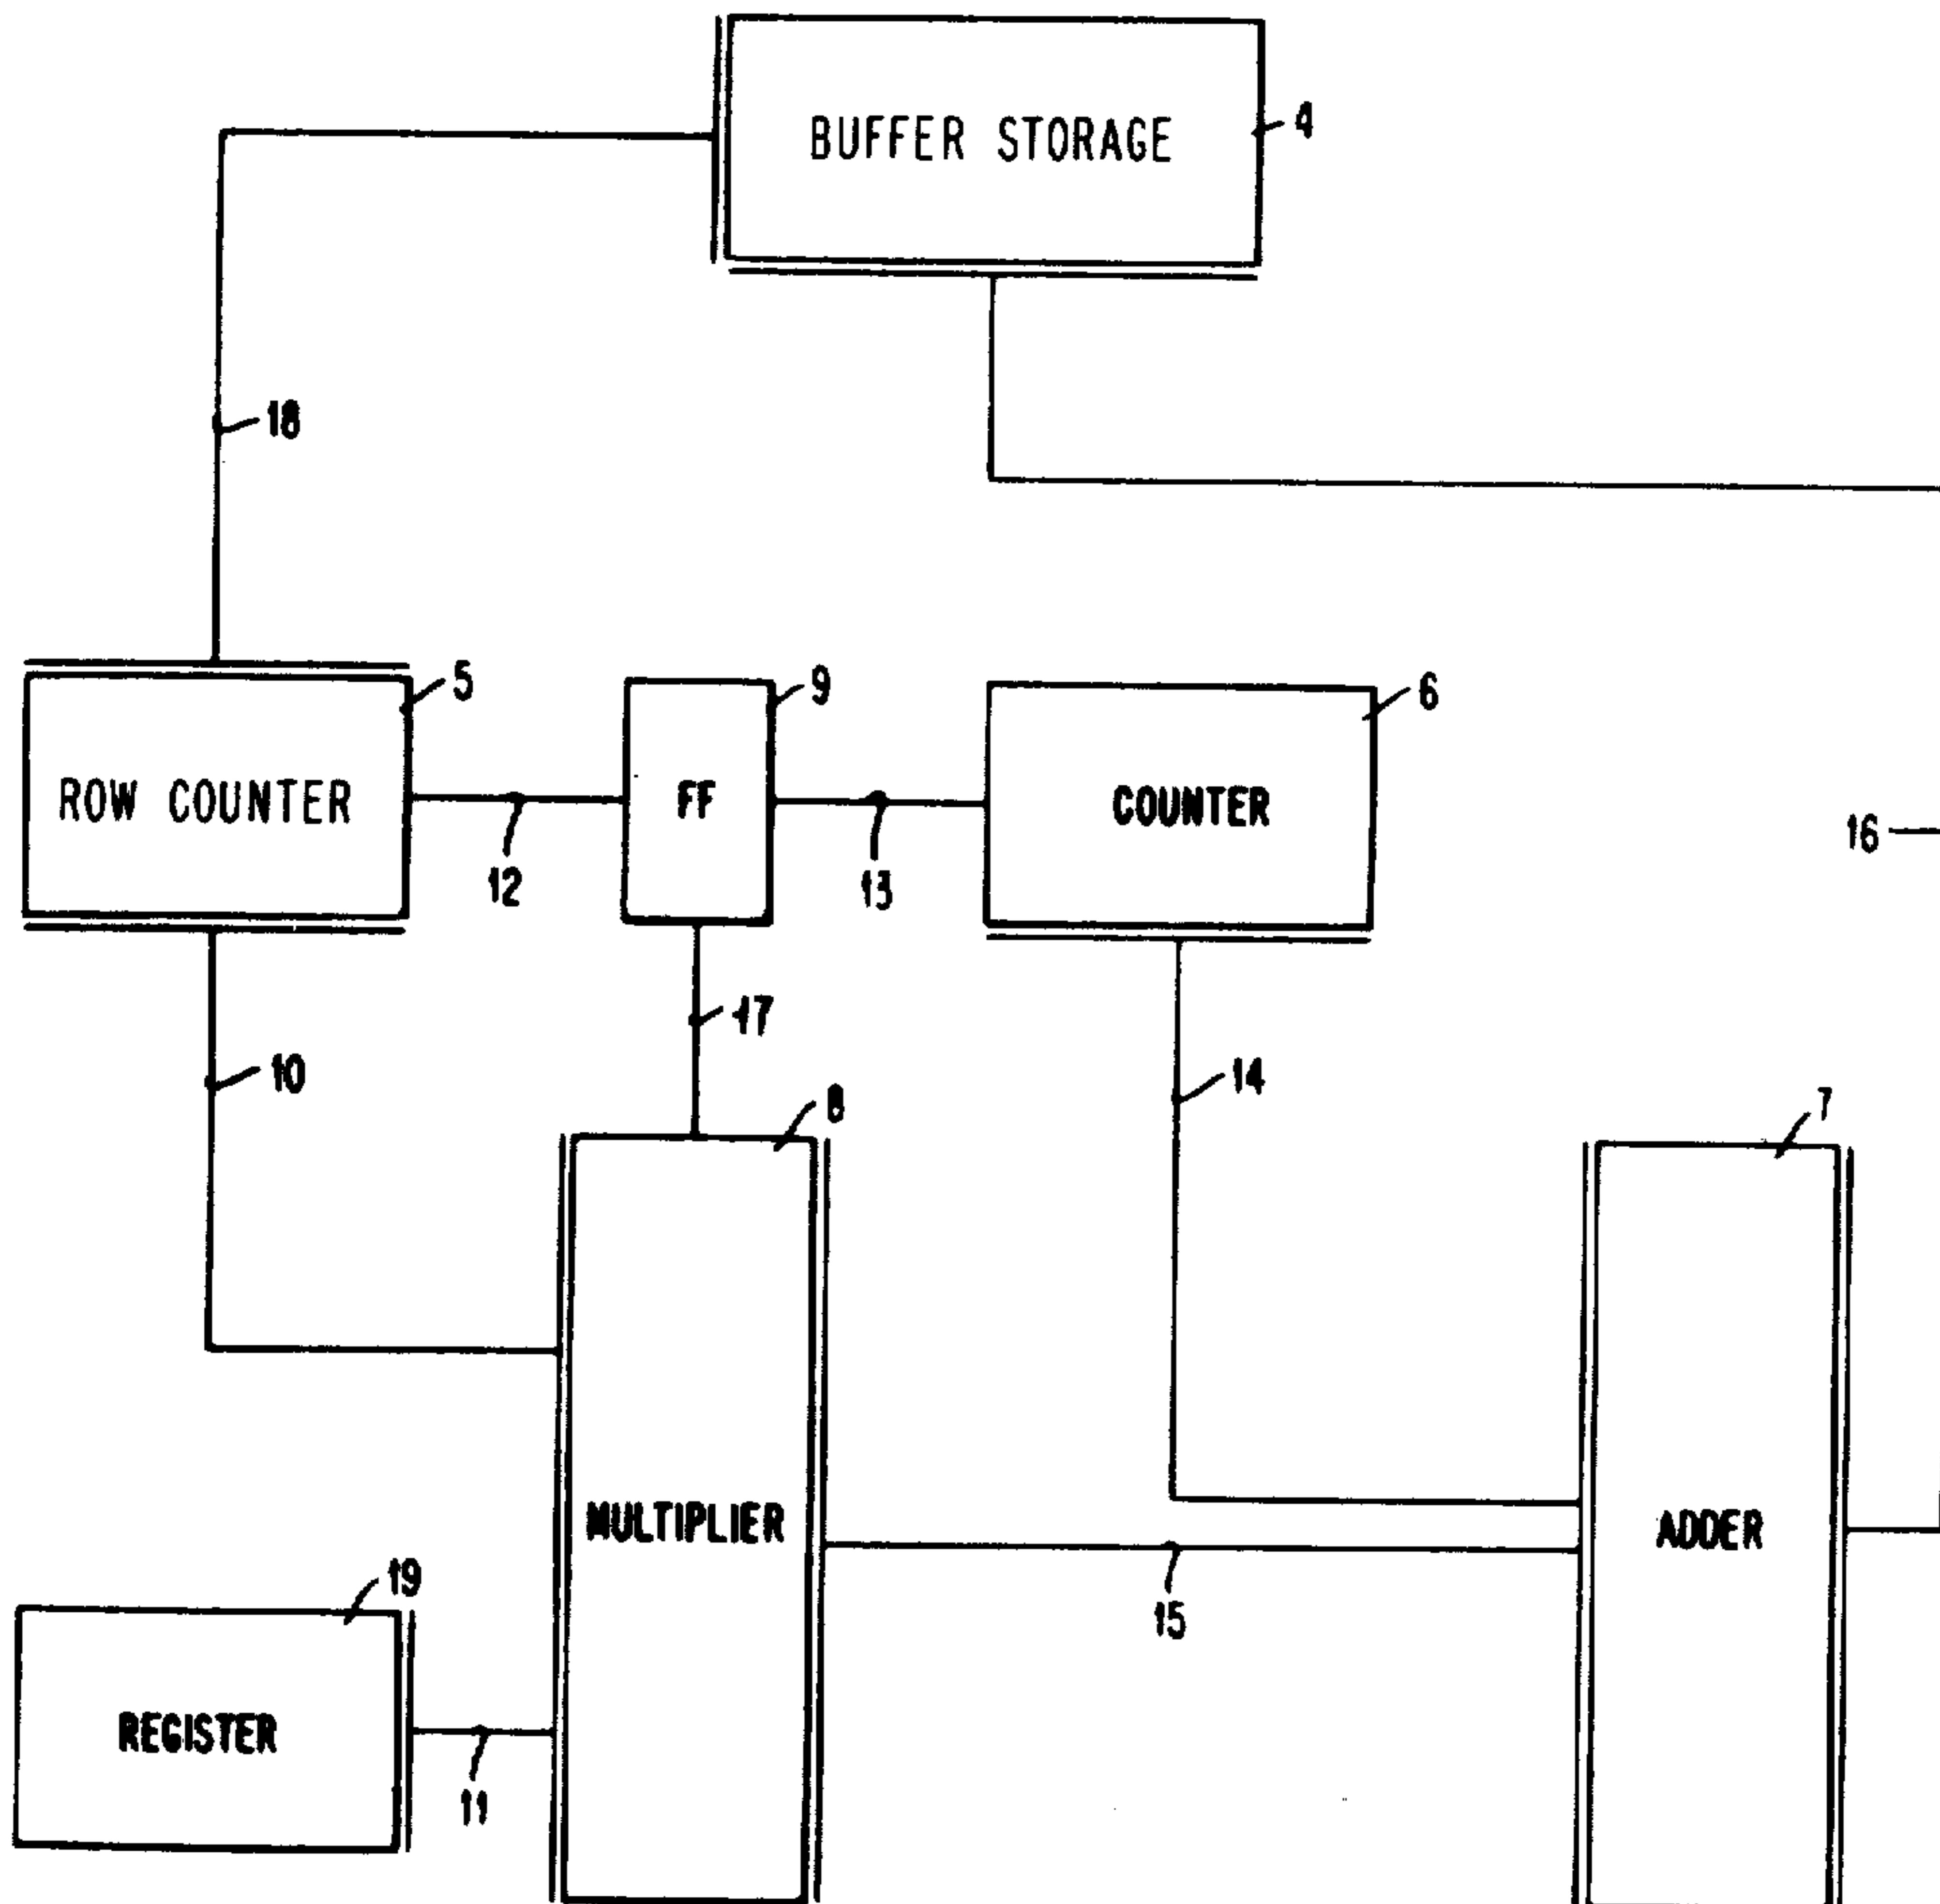 BUFFER STORAGE
4
18
5
9
6
ROW COUNTER
FF
COUNTER
16
12
13
17
10
14
8
7
MULTIPLIER
ADDER
19
15
REGISTER
11